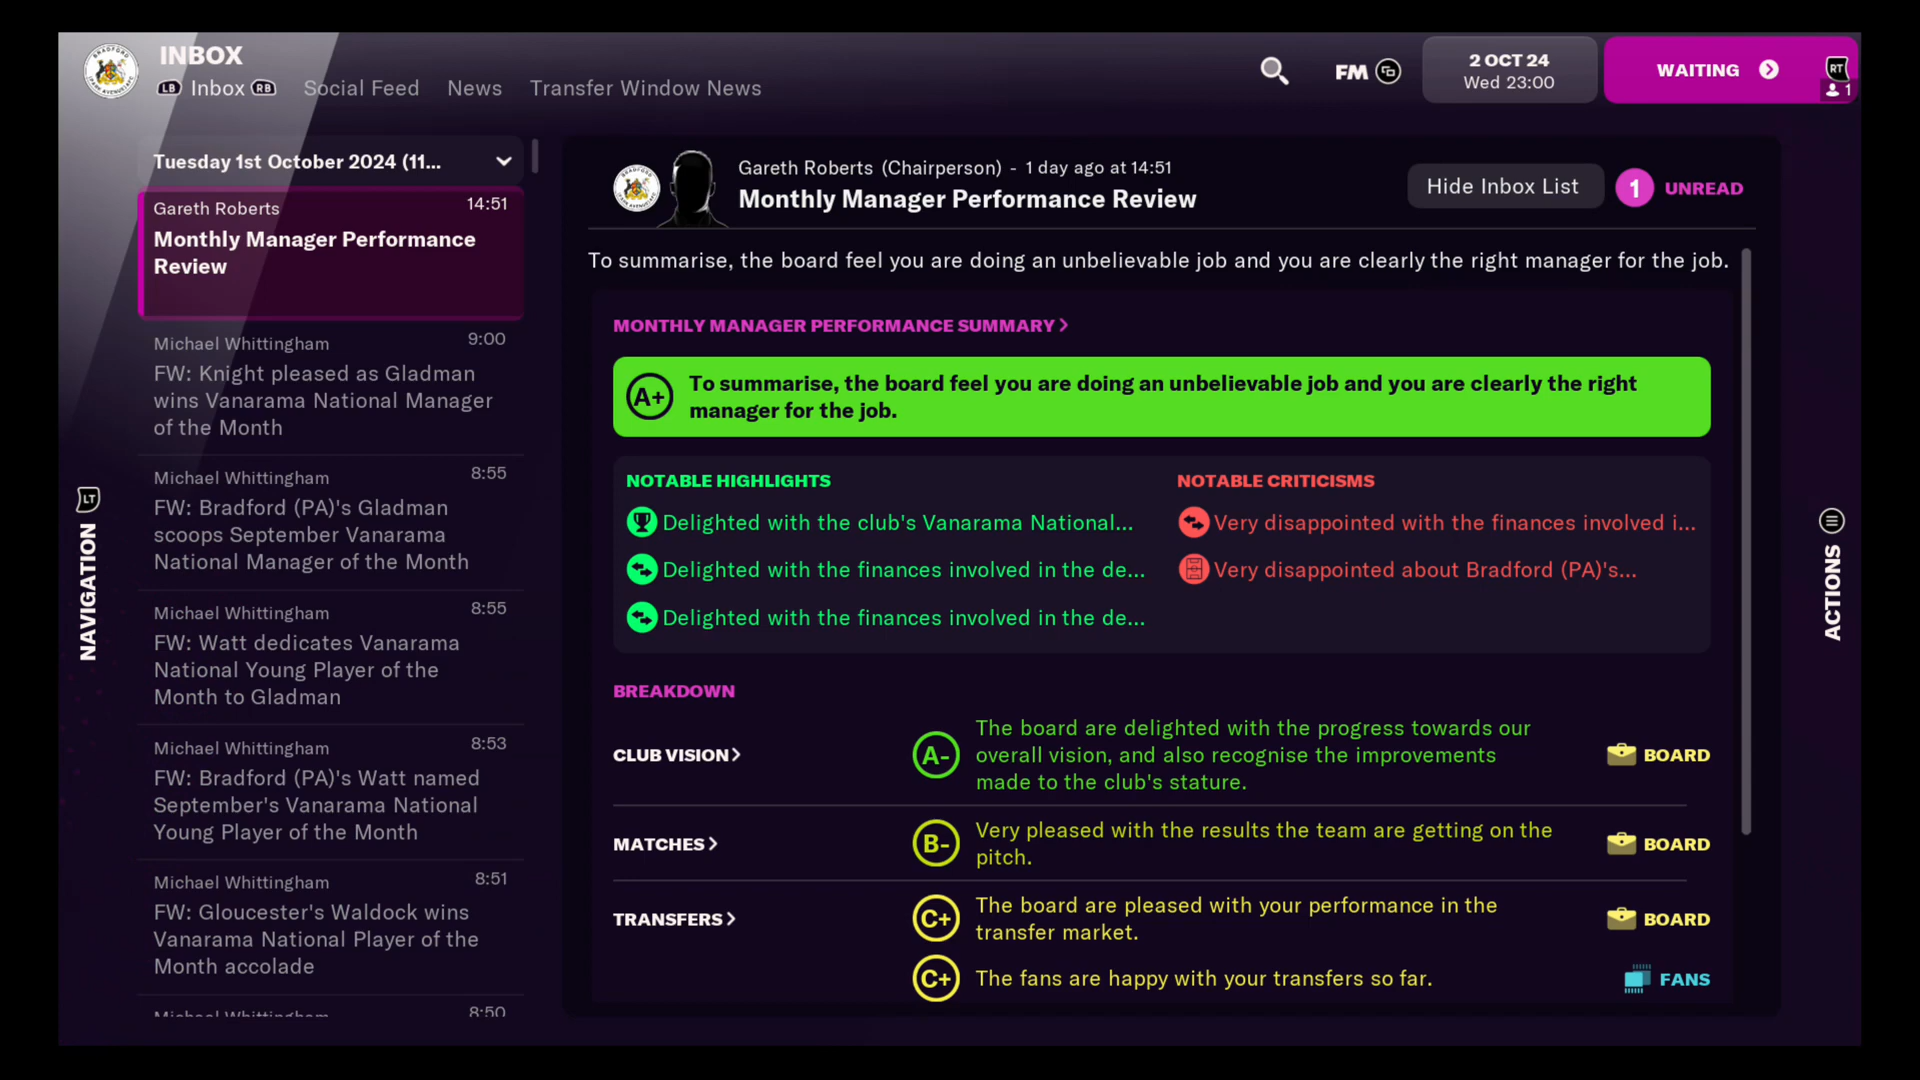 INBOX
LB Inbox RB Social Feed News Transfer Window News
FM
2 OCT 24
Wed 23:00
WAITING
RT
1
Tuesday 1st October 2024 (11...
Gareth Roberts 14:51
Monthly Manager Performance
Review
Michael Whittingham 9:00
FW: Knight pleased as Gladman
wins Vanarama National Manager
of the Month
Michael Whittingham 8:55
FW: Bradford (PA)'s Gladman
scoops September Vanarama
National Manager of the Month
Michael Whittingham 8:55
FW: Watt dedicates Vanarama
National Young Player of the
Month to Gladman
Michael Whittingham 8:53
FW: Bradford (PA)'s Watt named
September's Vanarama National
Young Player of the Month
Michael Whittingham 8:51
FW: Gloucester's Waldock wins
Vanarama National Player of the
Month accolade
Michael Whittingham 8:50
LT
NAVIGATION
Gareth Roberts (Chairperson) - 1 day ago at 14:51
Monthly Manager Performance Review
Hide Inbox List
1 UNREAD
To summarise, the board feel you are doing an unbelievable job and you are clearly the right manager for the job.
MONTHLY MANAGER PERFORMANCE SUMMARY
A+
To summarise, the board feel you are doing an unbelievable job and you are clearly the right
manager for the job.
NOTABLE HIGHLIGHTS
Delighted with the club's Vanarama National...
Delighted with the finances involved in the de...
Delighted with the finances involved in the de...
NOTABLE CRITICISMS
Very disappointed with the finances involved i...
Very disappointed about Bradford (PA)'s...
BREAKDOWN
CLUB VISION
A-
The board are delighted with the progress towards our
overall vision, and also recognise the improvements
made to the club's stature.
BOARD
MATCHES
B-
Very pleased with the results the team are getting on the
pitch.
BOARD
TRANSFERS
C+
The board are pleased with your performance in the
transfer market.
BOARD
C+
The fans are happy with your transfers so far.
FANS
ACTIONS